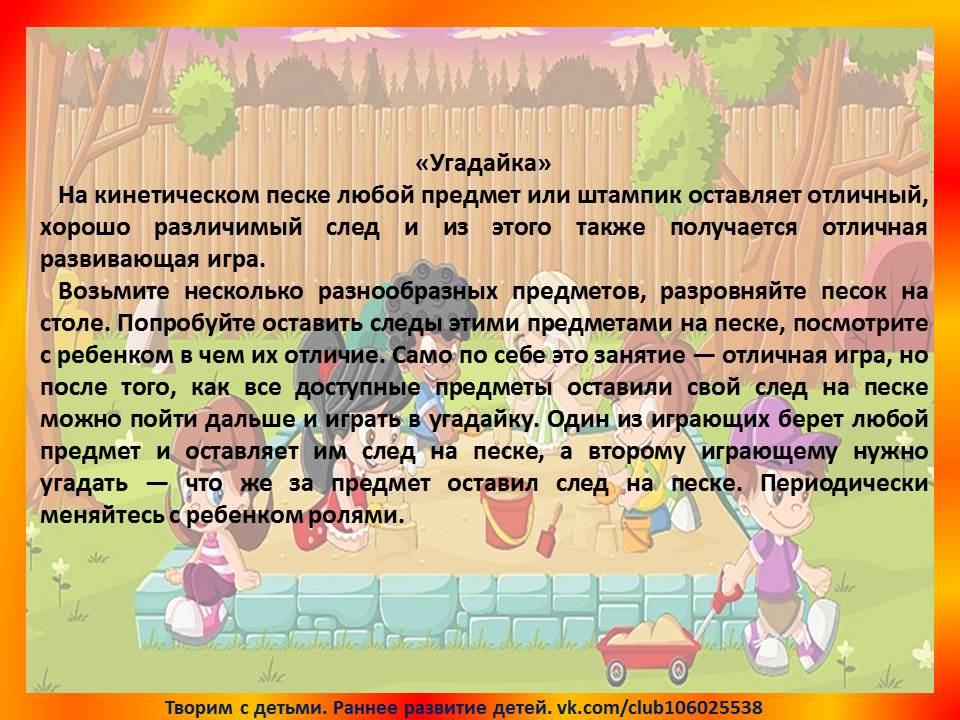 «Угадайка»
На кинетическом песке любой предмет или штампик оставляет отличный,
хорошо различимый след и из этого также получается отличная
развивающая игра.
Возьмите несколько разнообразных предметов, разровняйте песок на
столе. Попробуйте оставить следы этими предметами на песке, посмотрите
с ребенком в чем их отличие. Само по себе это занятие — отличная игра, но
после того, как все доступные предметы оставили свой след на песке
можно пойти дальше и играть в угадайку. Один из играющих берет любой
предмет и оставляет им след на песке, а второму играющему нужно
угадать — что же за предмет оставил след на песке. Периодически
меняйтесь с ребенком ролями.
Творим с детьми. Раннее развитие детей. vk.com/club106025538